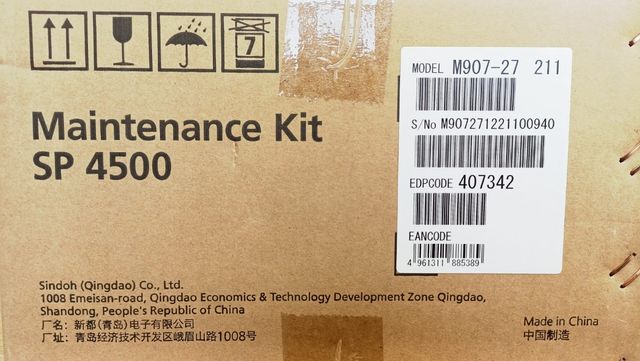 7
MODEL M907-27 211
S/No M907271221100940
EDPCODE 407342
EANCODE
4 961311 885389
Maintenance Kit
SP 4500
Sindoh (Qingdao) Co., Ltd.
1008 Emeisan-road, Qingdao Economics & Technology Development Zone Qingdao,
Shandong, People's Republic of China
厂名：新都(青岛)电子有限公司
厂址：青岛经济技术开发区峨眉山路1008号
Made in China
中国制造